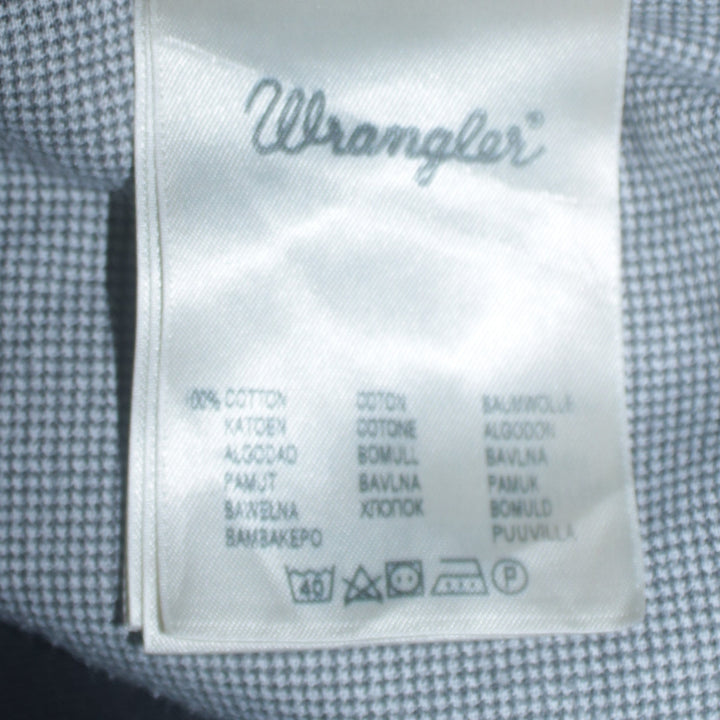 Wrangler®
00% COTTON COTON BAUMWOLLE
KATOEN COTONE ALGODON
ALGODAO BOMULL BAVLNA
PAMUT BAVLNA PAMUK
BAWELNA ХЛОПОК BOMULD
BAMBAKEPO PUUVILLA
40 P